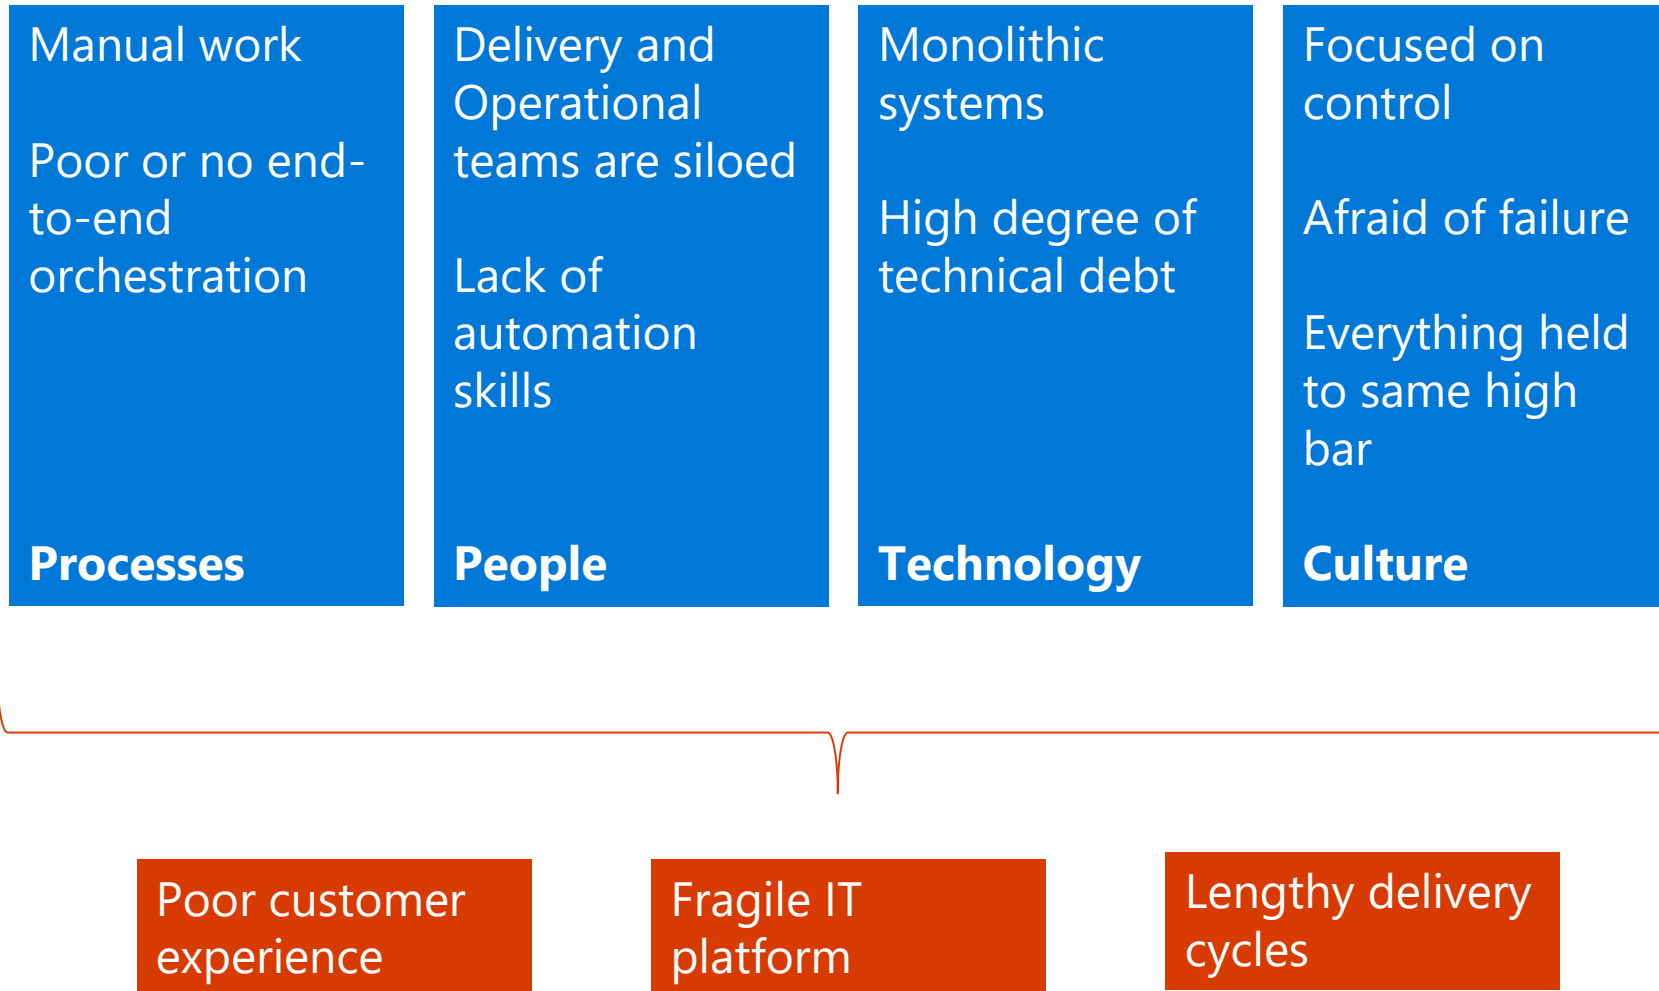 Manual work
Poor or no end-
to-end
orchestration
Processes
Delivery and
Operational
teams are siloed
Lack of
automation
skills
People
Monolithic
systems
High degree of
technical debt
Technology
Focused on
control
Afraid of failure
Everything held
to same high
bar
Culture
Poor customer
experience
Fragile IT
platform
Lengthy delivery
cycles